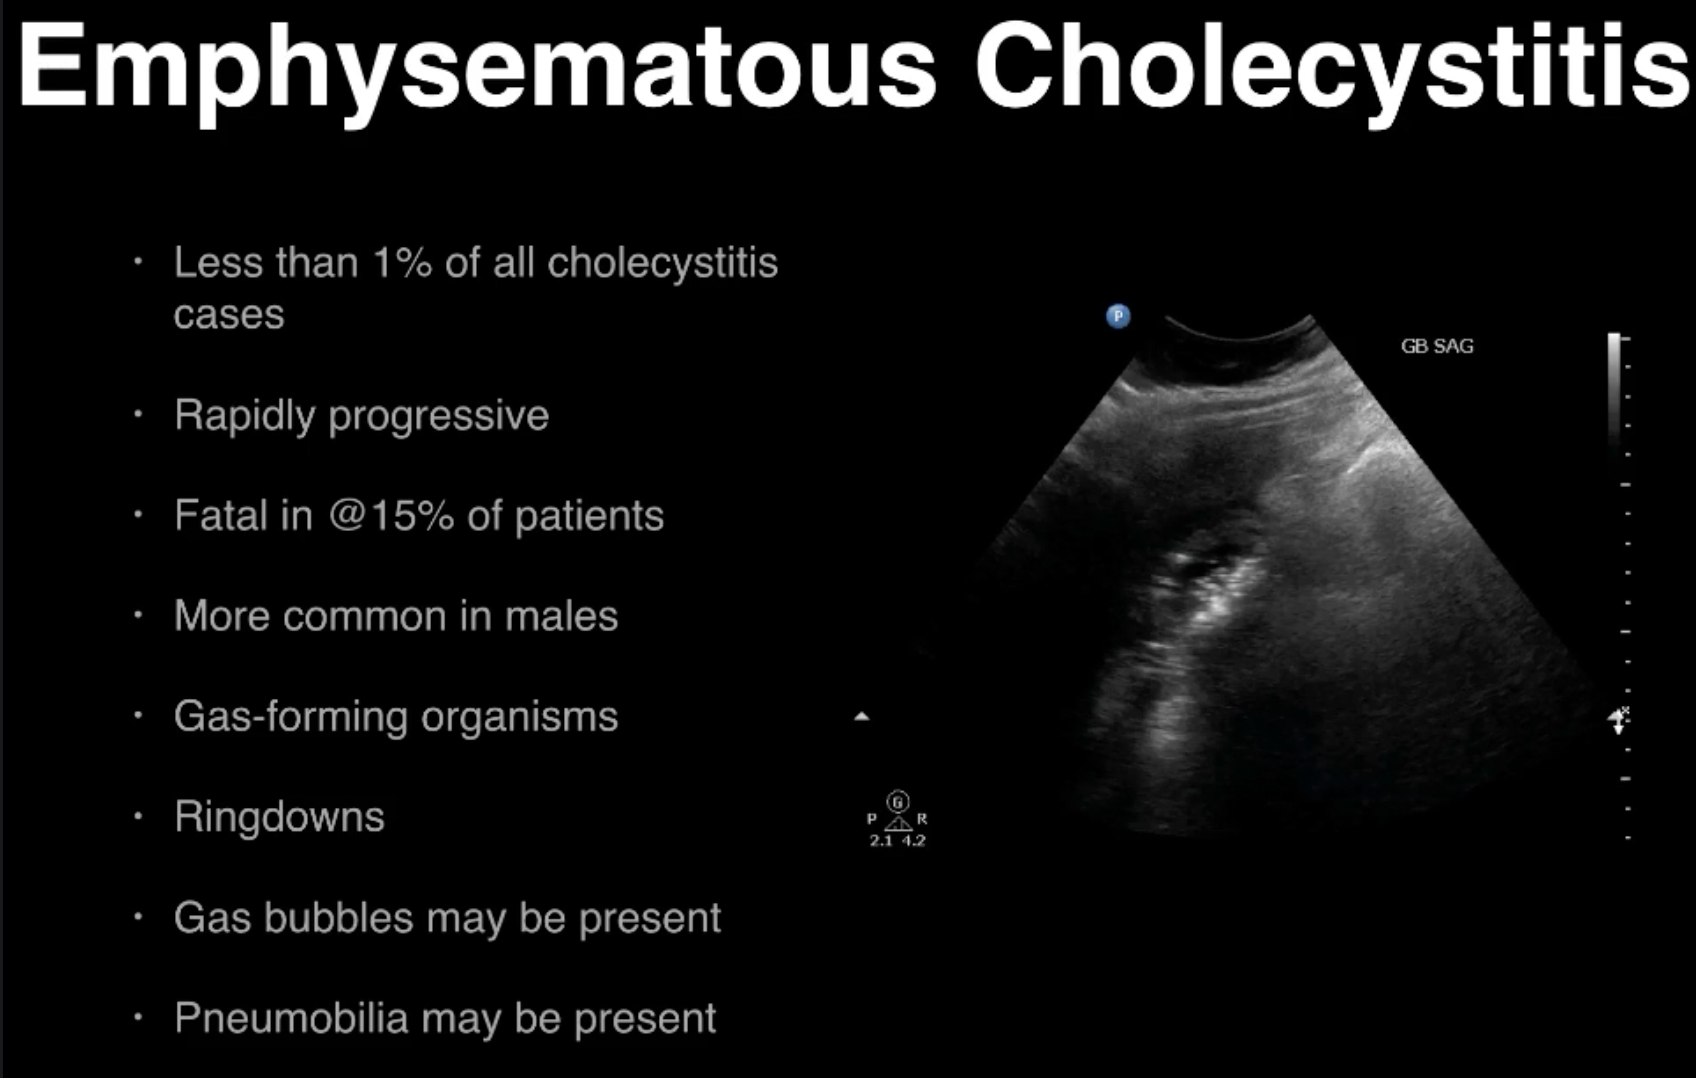 Emphysematous Cholecystitis
• Less than 1% of all cholecystitis
cases
• Rapidly progressive
• Fatal in @15% of patients
• More common in males
• Gas-forming organisms
• Ringdowns
• Gas bubbles may be present
• Pneumobilia may be present
P
GB SAG
G
P R
2.1 4.2